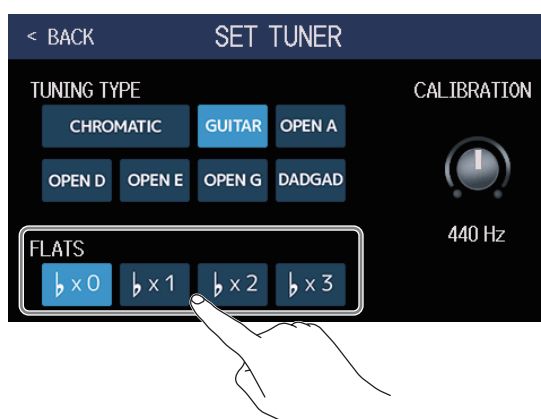 < BACK SET TUNER
TUNING TYPE CALIBRATION
CHROMATIC GUITAR OPEN A
OPEN D OPEN E OPEN G DADGAD
440 Hz
FLATS
♭ x 0 ♭ x 1 ♭ x 2 ♭ x 3